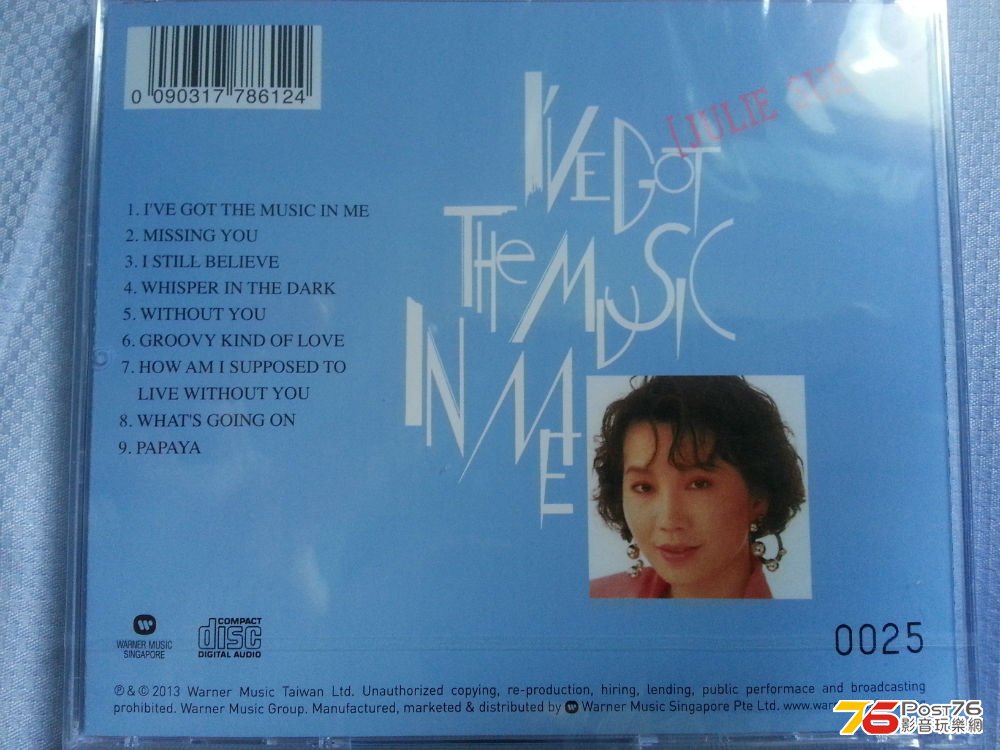 0 090317 786124
[JULIE
I'VE GOT
THE MUSIC
IN ME
1. I'VE GOT THE MUSIC IN ME
2. MISSING YOU
3. I STILL BELIEVE
4. WHISPER IN THE DARK
5. WITHOUT YOU
6. GROOVY KIND OF LOVE
7. HOW AM I SUPPOSED TO
LIVE WITHOUT YOU
8. WHAT'S GOING ON
9. PAPAYA
WARNER MUSIC
SINGAPORE
COMPACT
disc
DIGITAL AUDIO
0025
℗ & © 2013 Warner Music Taiwan Ltd. Unauthorized copying, re-production, hiring, lending, public performace and broadcasting
prohibited. Warner Music Group. Manufactured, marketed & distributed by Warner Music Singapore Pte Ltd.
76 Post76
影音玩樂網